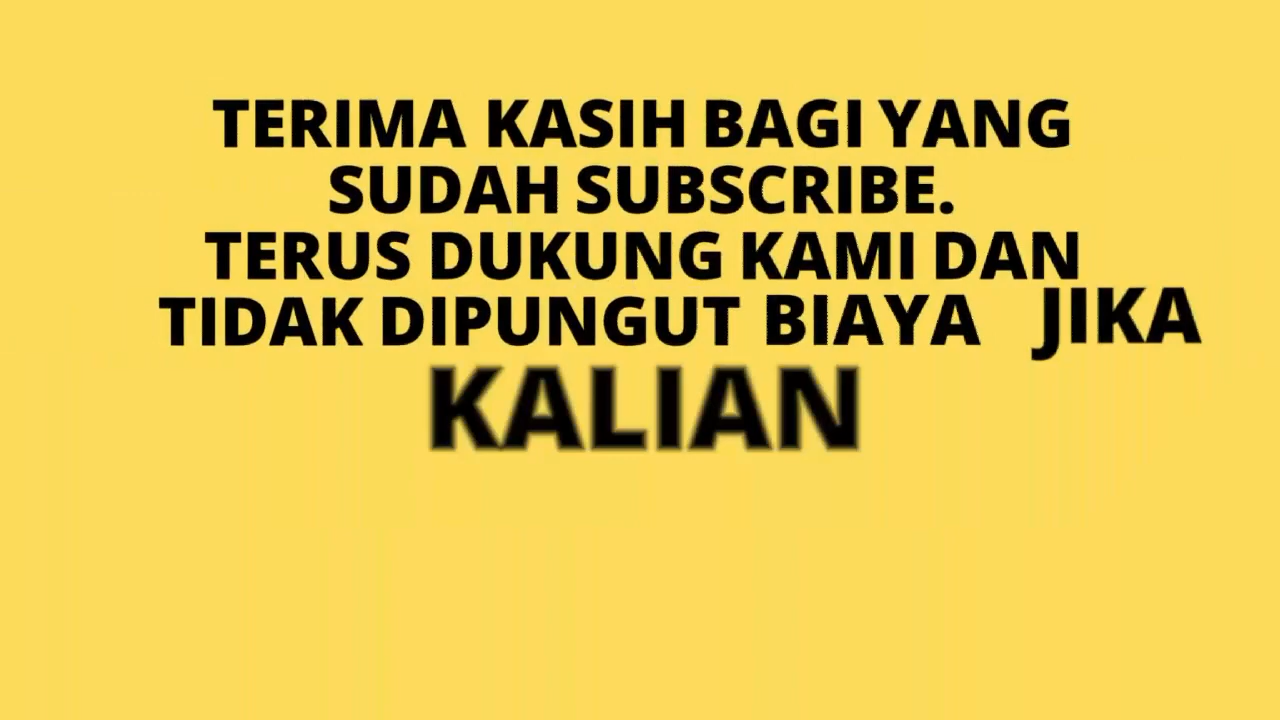 TERIMA KASIH BAGI YANG
SUDAH SUBSCRIBE.
TERUS DUKUNG KAMI DAN
TIDAK DIPUNGUT BIAYA JIKA
KALIAN